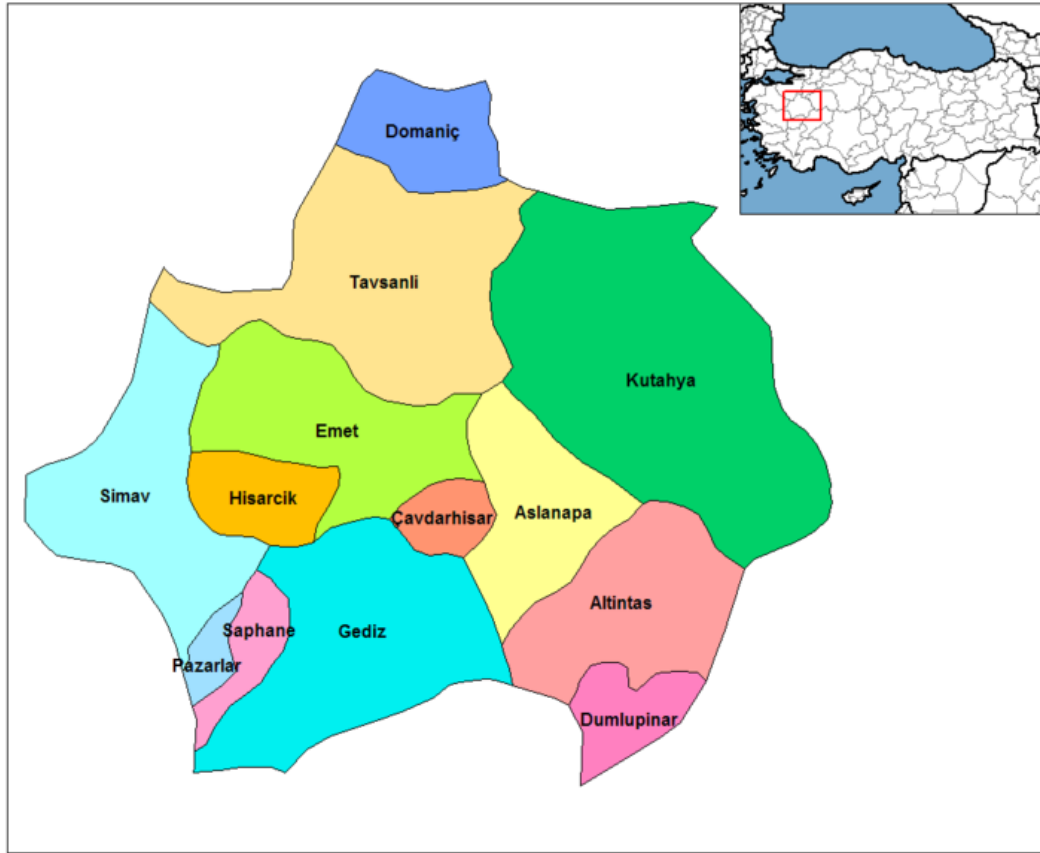 Domaniç
Tavsanli
Kutahya
Emet
Simav
Hisarcik
Çavdarhisar
Aslanapa
Altintas
Saphane
Gediz
Pazarlar
Dumlupinar